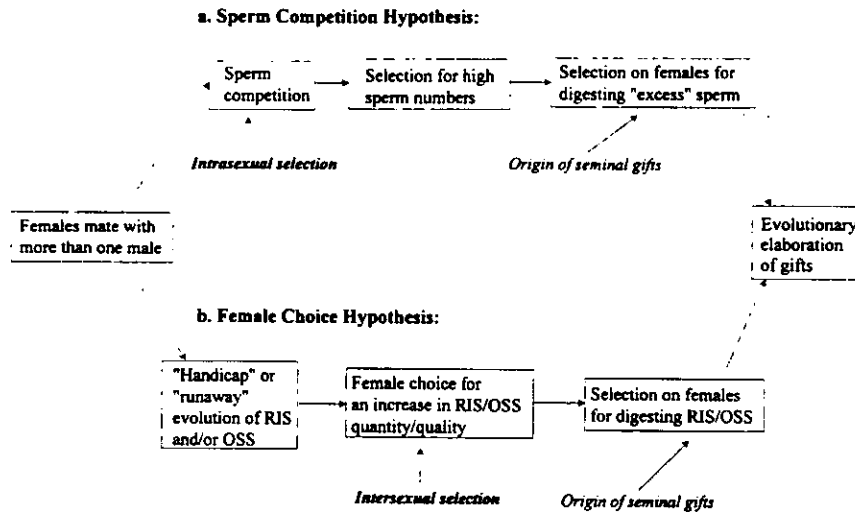 a. Sperm Competition Hypothesis:
Sperm
competition
Selection for high
sperm numbers
Selection on females for
digesting "excess" sperm
Intrasexual selection
Origin of seminal gifts
Females mate with
more than one male
Evolutionary
elaboration
of gifts
b. Female Choice Hypothesis:
"Handicap" or
"runaway"
evolution of RIS
and/or OSS
Female choice for
an increase in RIS/OSS
quantity/quality
Selection on females
for digesting RIS/OSS
Intersexual selection
Origin of seminal gifts